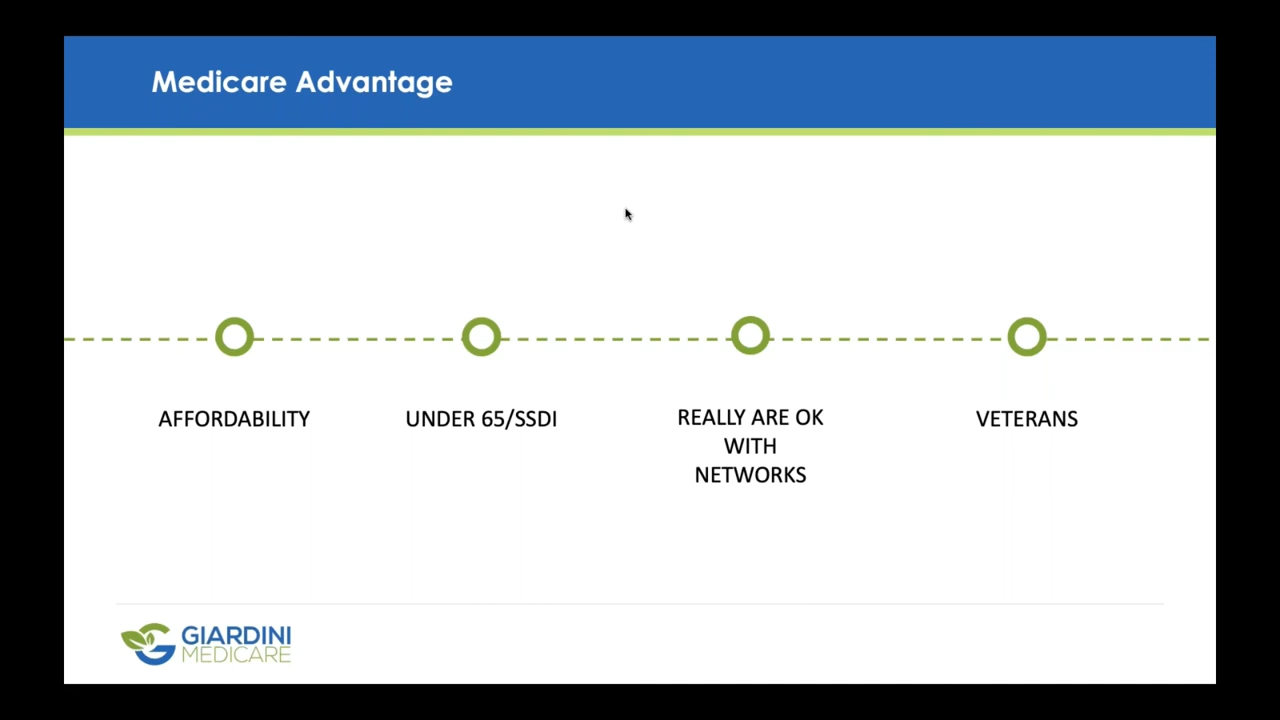 Medicare Advantage
AFFORDABILITY
UNDER 65/SSDI
REALLY ARE OK
WITH
NETWORKS
VETERANS
GIARDINI
MEDICARE